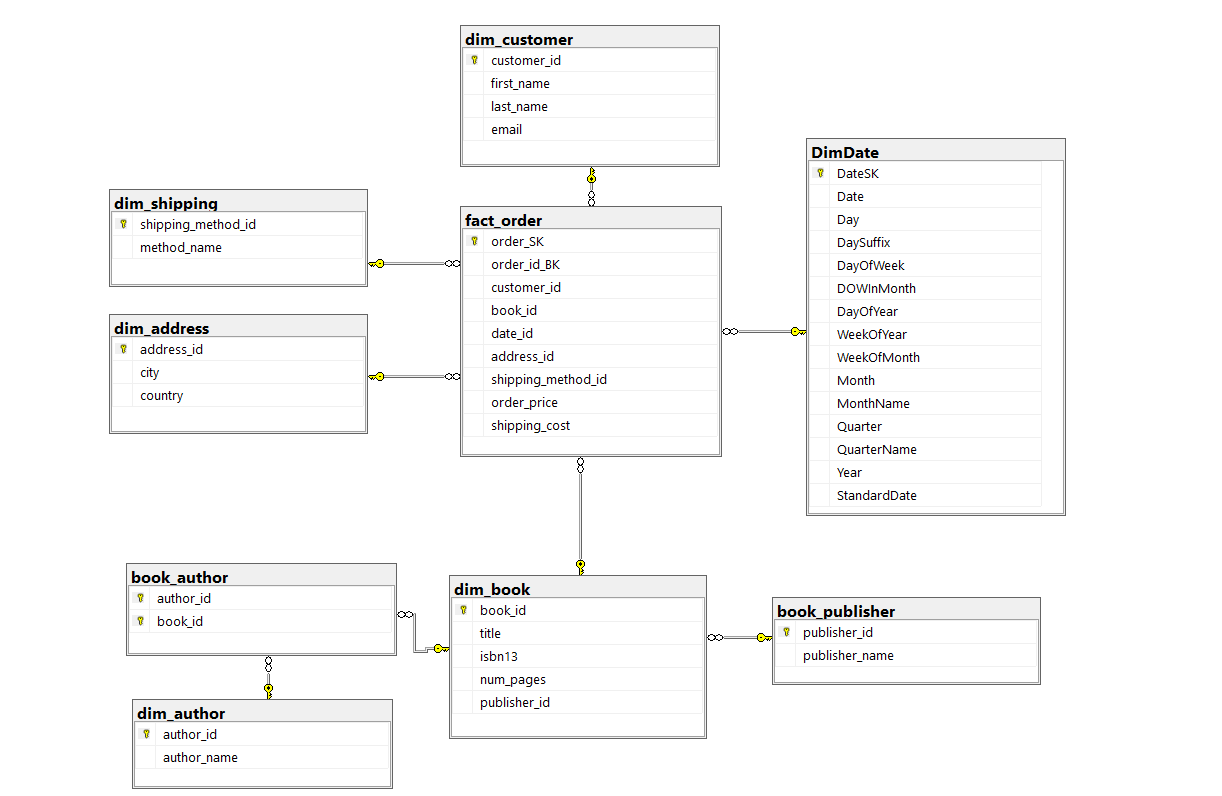 dim_customer
customer_id
first_name
last_name
email
DimDate
DateSK
Date
Day
DaySuffix
DayOfWeek
DOWInMonth
DayOfYear
WeekOfYear
WeekOfMonth
Month
MonthName
Quarter
QuarterName
Year
StandardDate
dim_shipping
shipping_method_id
method_name
fact_order
order_SK
order_id_BK
customer_id
book_id
date_id
address_id
shipping_method_id
order_price
shipping_cost
dim_address
address_id
city
country
book_author
author_id
book_id
dim_book
book_id
title
isbn13
num_pages
publisher_id
book_publisher
publisher_id
publisher_name
dim_author
author_id
author_name